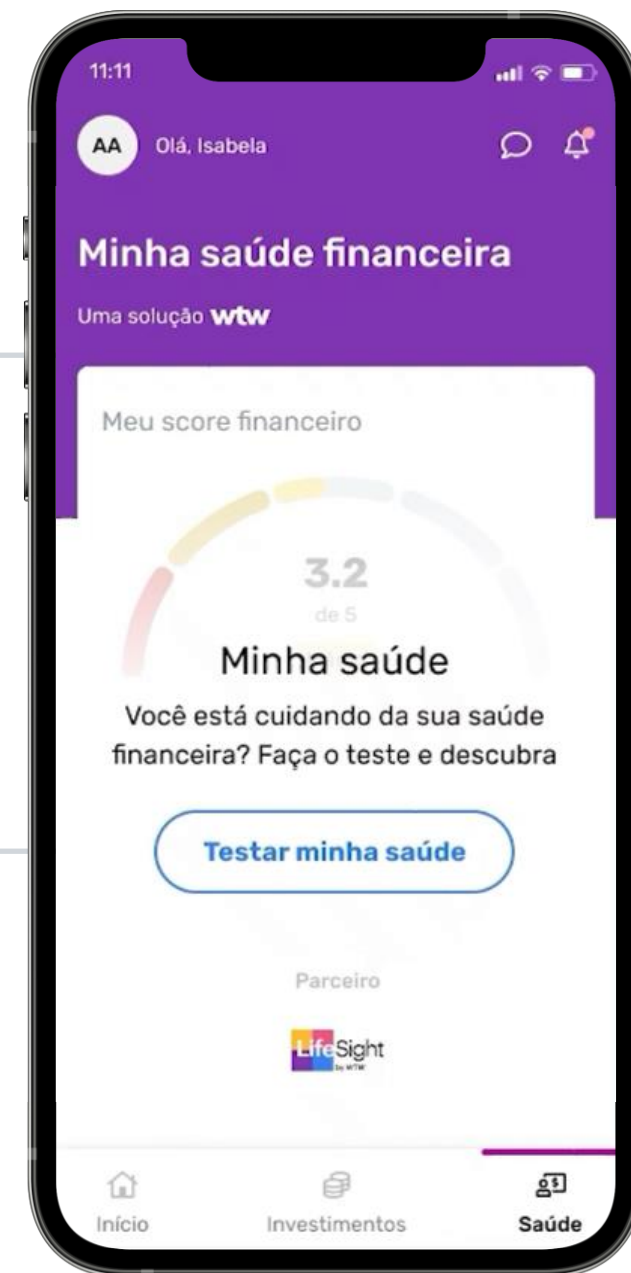 11:11
AA
Olá, Isabela
Minha saúde financeira
Uma solução wtw
Meu score financeiro
3.2
de 5
Minha saúde
Você está cuidando da sua saúde
financeira? Faça o teste e descubra
Testar minha saúde
Parceiro
LifeSight
by WTW
Início
Investimentos
Saúde